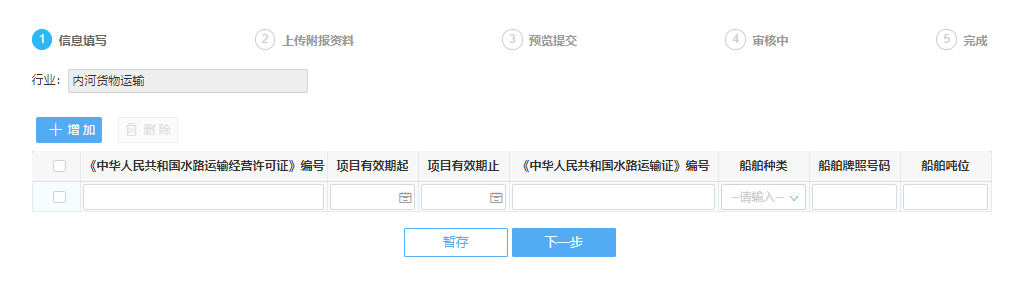 1 信息填写 2 上传附报资料 3 预览提交 4 审核中 5 完成
行业： 内河货物运输
增加 删除
《中华人民共和国水路运输经营许可证》编号 项目有效期起 项目有效期止 《中华人民共和国水路运输证》编号 船舶种类 船舶牌照号码 船舶吨位
--请输入--
暂存 下一步